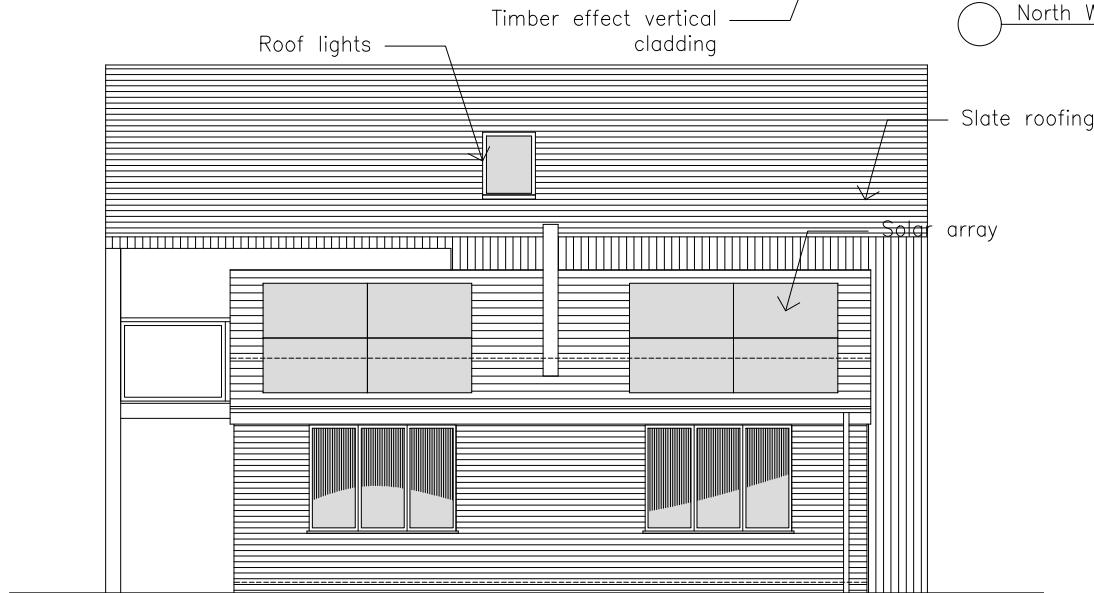 Timber effect vertical
cladding
North
Roof lights
Slate roofing
Solar array